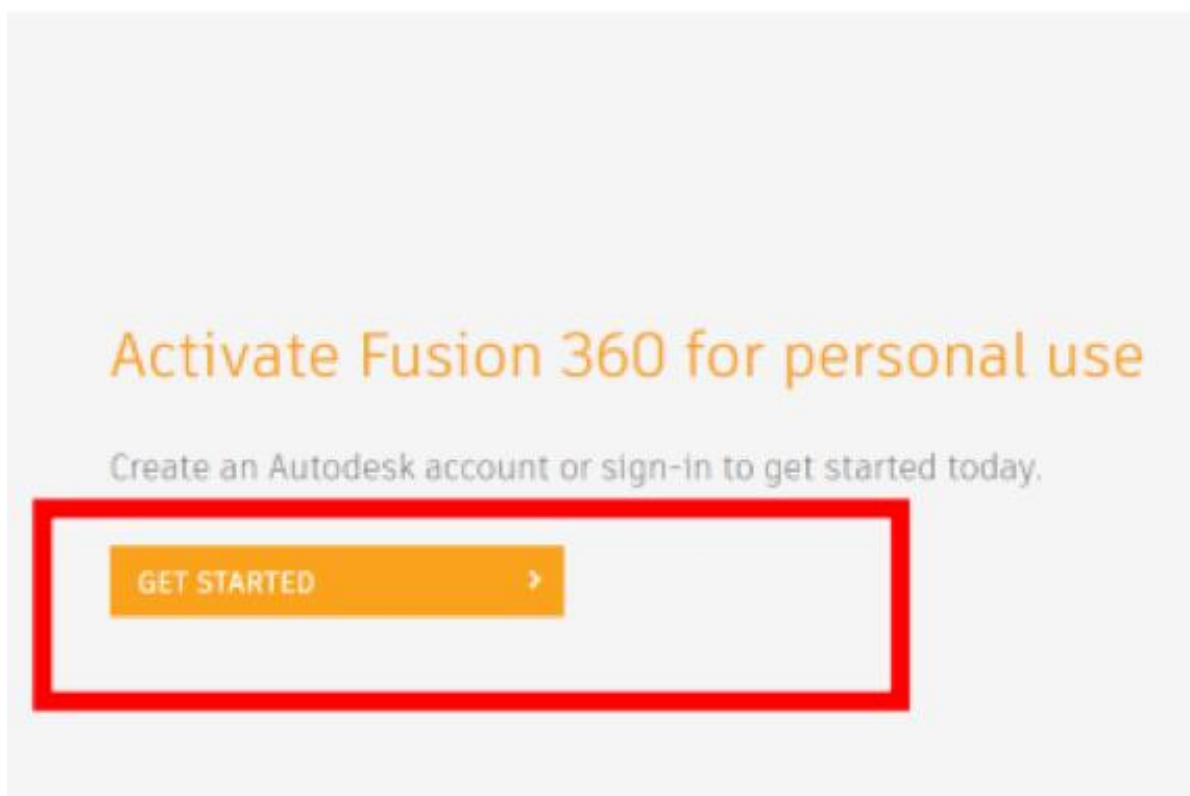 Activate Fusion 360 for personal use
Create an Autodesk account or sign-in to get started today.
GET STARTED